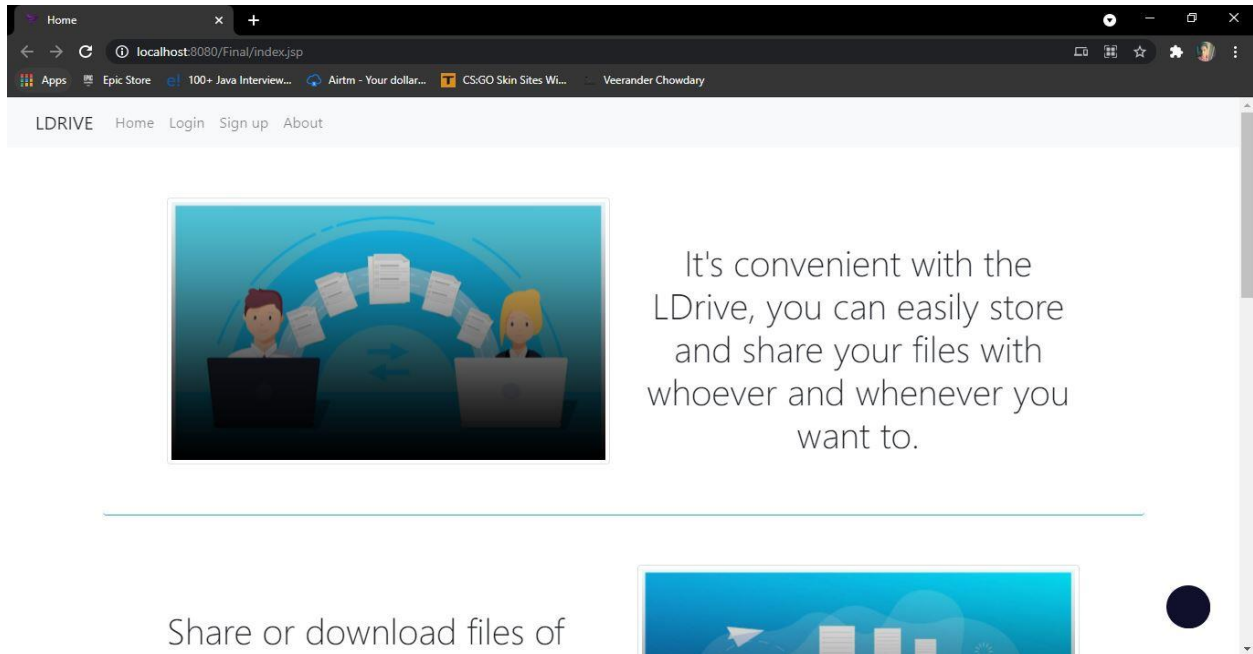 Home
localhost:8080/Final/index.jsp
Apps Epic Store 100+ Java Interview... Airtm - Your dollar... CS:GO Skin Sites Wi... Veerander Chowdary
LDRIVE Home Login Sign up About
It's convenient with the
LDrive, you can easily store
and share your files with
whoever and whenever you
want to.
Share or download files of